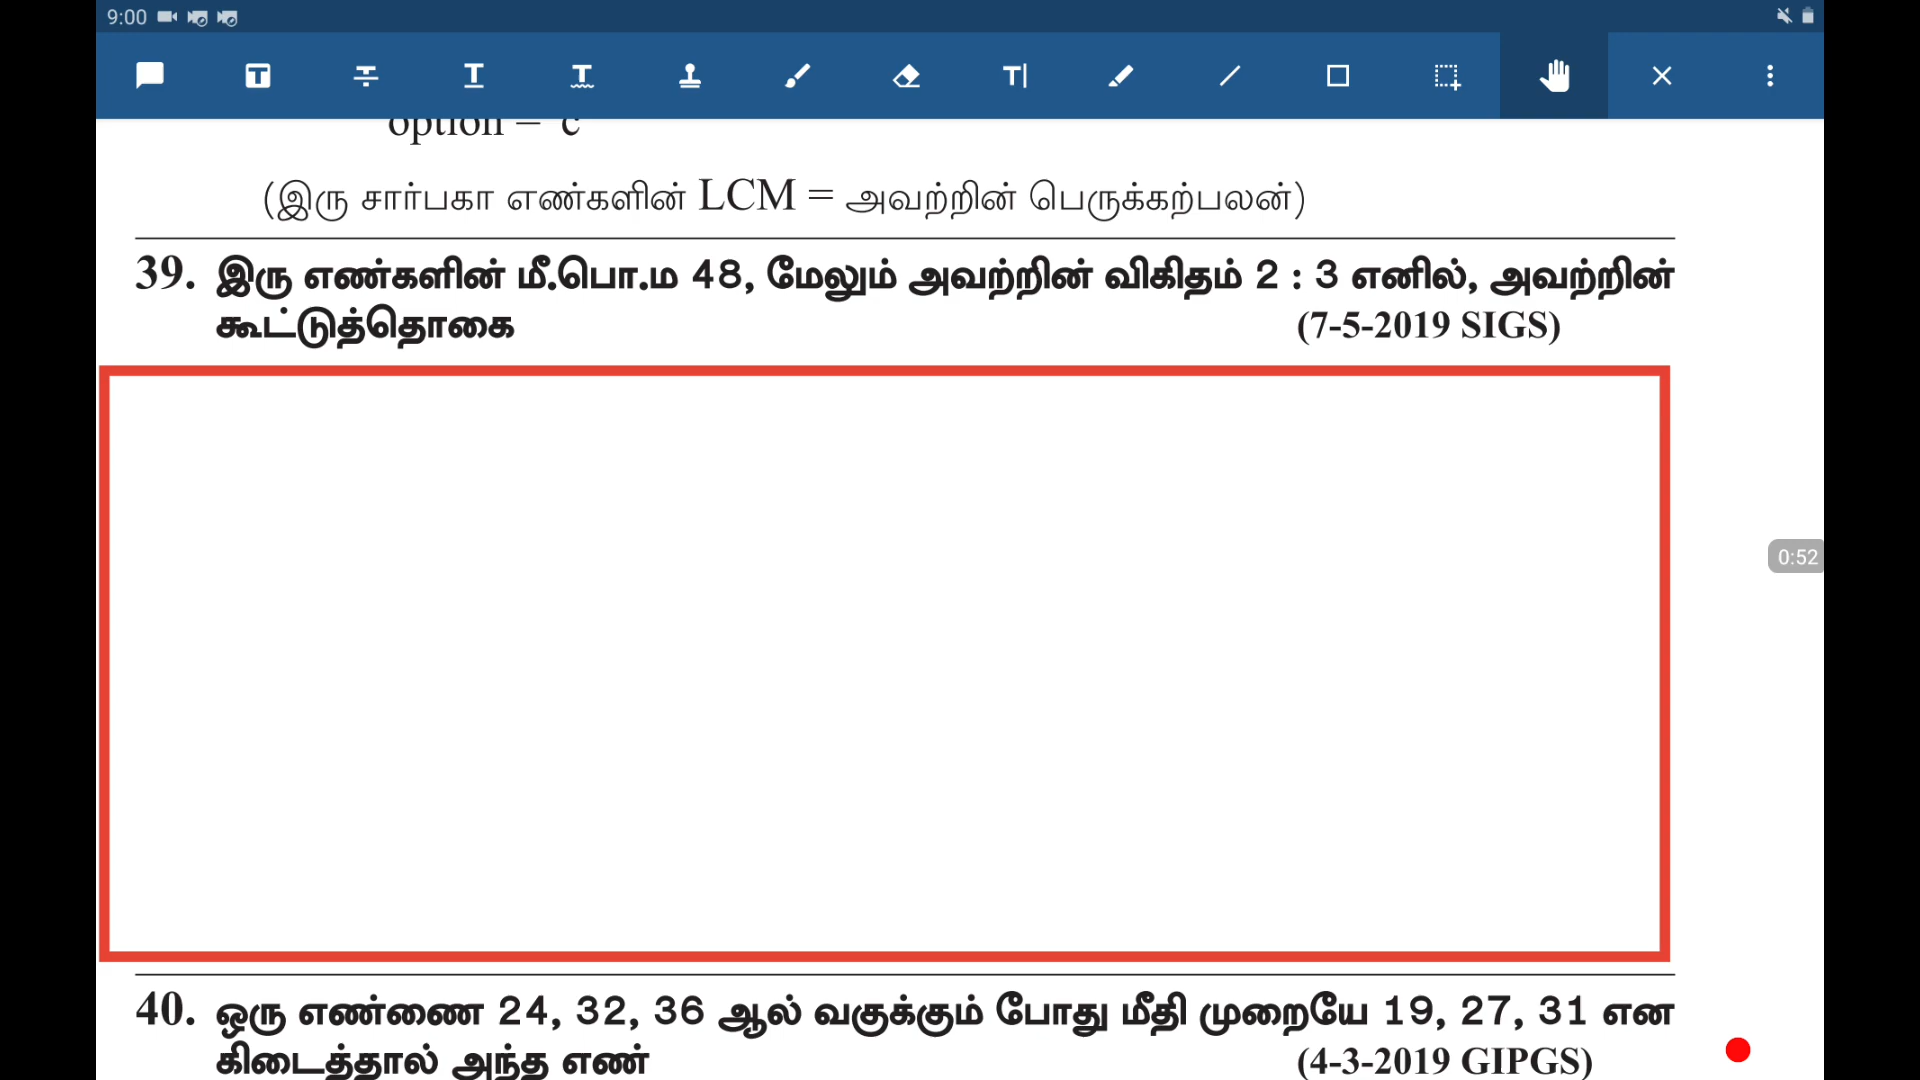 9:00
option = c
(இரு சார்பகா எண்களின் LCM = அவற்றின் பெருக்கற்பலன்)
39. இரு எண்களின் மீ.பொ.ம 48, மேலும் அவற்றின் விகிதம் 2 : 3 எனில், அவற்றின்
கூட்டுத்தொகை (7-5-2019 SIGS)
0:52
40. ஒரு எண்ணை 24, 32, 36 ஆல் வகுக்கும் போது மீதி முறையே 19, 27, 31 என
கிடைத்தால் அந்த எண் (4-3-2019 GIPGS)